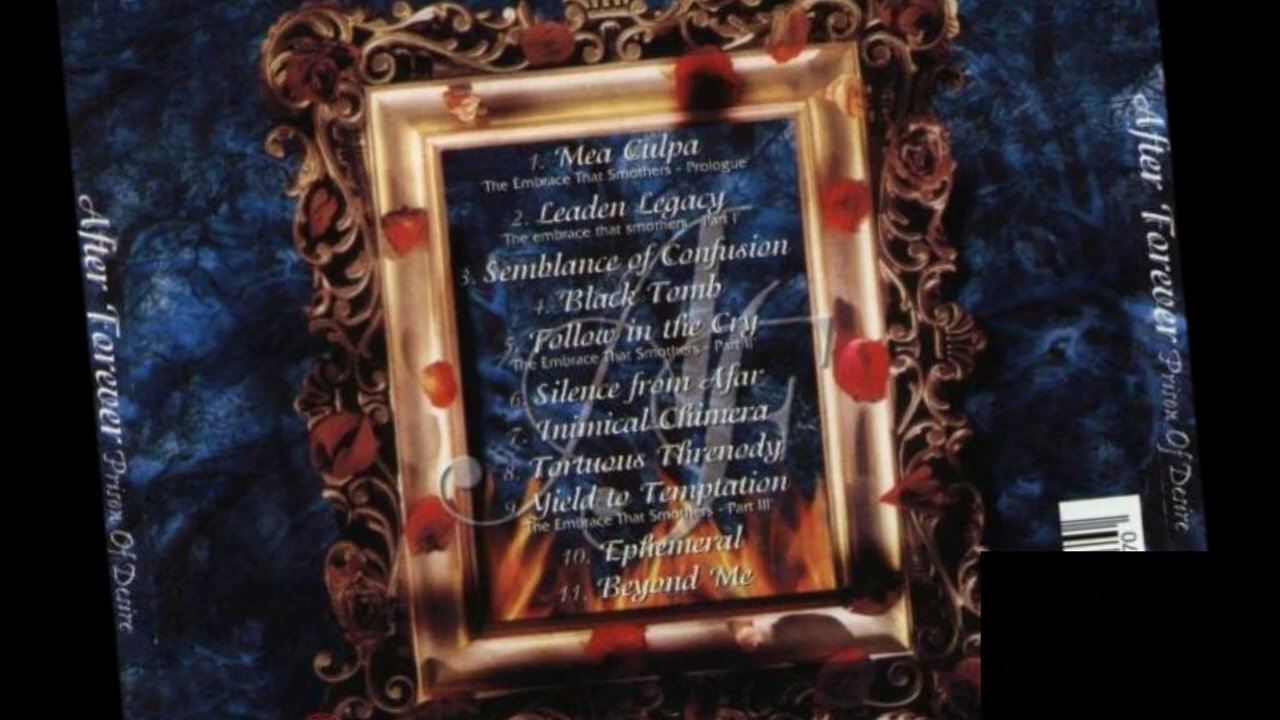 After Forever Prison Of Desire
1. Mea Culpa
The Embrace That Smothers - Prologue
2. Leaden Legacy
The embrace that smothers - Part I
3. Semblance of Confusion
4. Black Tomb
5. Follow in the Cry
The Embrace That Smothers - Part II
6. Silence from Afar
7. Inimical Chimera
8. Tortuous Threnody
9. Yield to Temptation
The Embrace That Smothers - Part III
10. Ephemeral
11. Beyond Me
After Forever Prison Of Desire